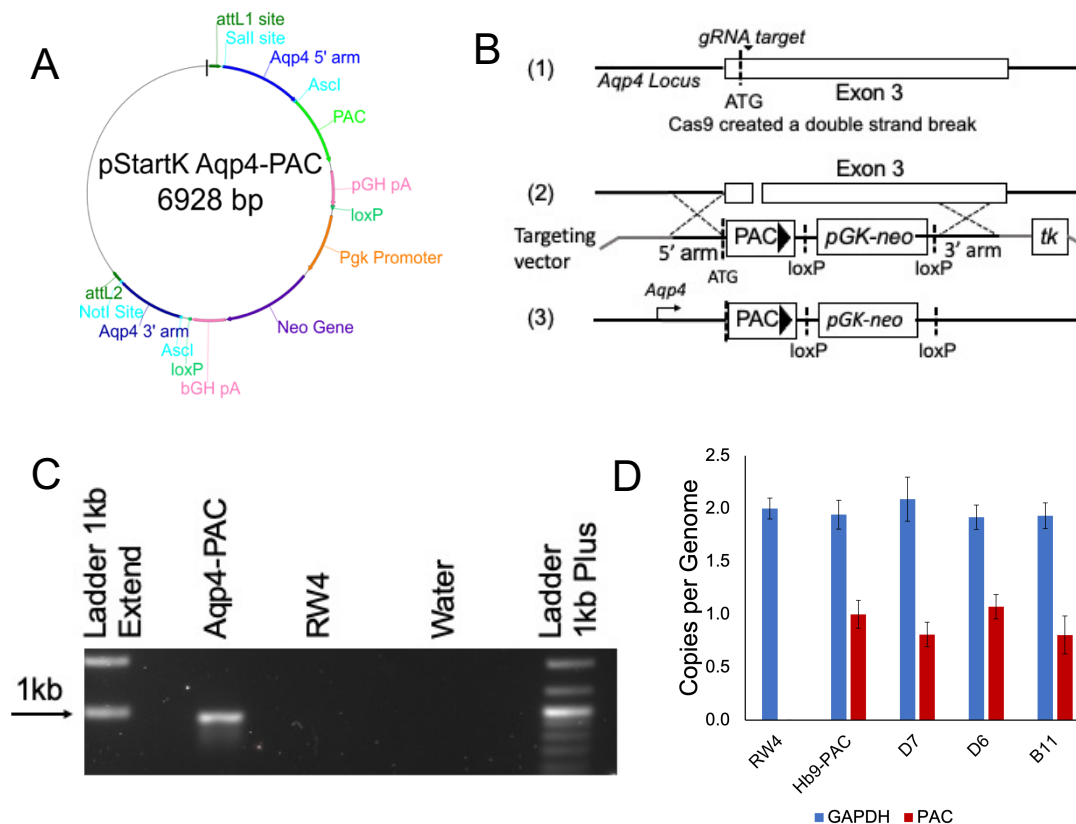 A
attL1 site
SalI site
Aqp4 5' arm
AscI
PAC
pStartK Aqp4-PAC
6928 bp
pGH pA
loxP
Pgk Promoter
attL2
NotI Site
Aqp4 3' arm
Neo Gene
AscI
loxP
bGH pA
B
gRNA target
(1)
Aqp4 Locus
ATG
Exon 3
Cas9 created a double strand break
Exon 3
(2)
Targeting
vector
5' arm
PAC
pGK-neo
3' arm
tk
ATG
loxP
loxP
Aqp4
(3)
PAC
pGK-neo
loxP
loxP
C
Ladder 1kb
Extend
Aqp4-PAC
RW4
Water
Ladder
1kb Plus
1kb
D
Copies per Genome
2.5
2.0
1.5
1.0
0.5
0.0
RW4
Hb9-PAC
D7
D6
B11
GAPDH PAC